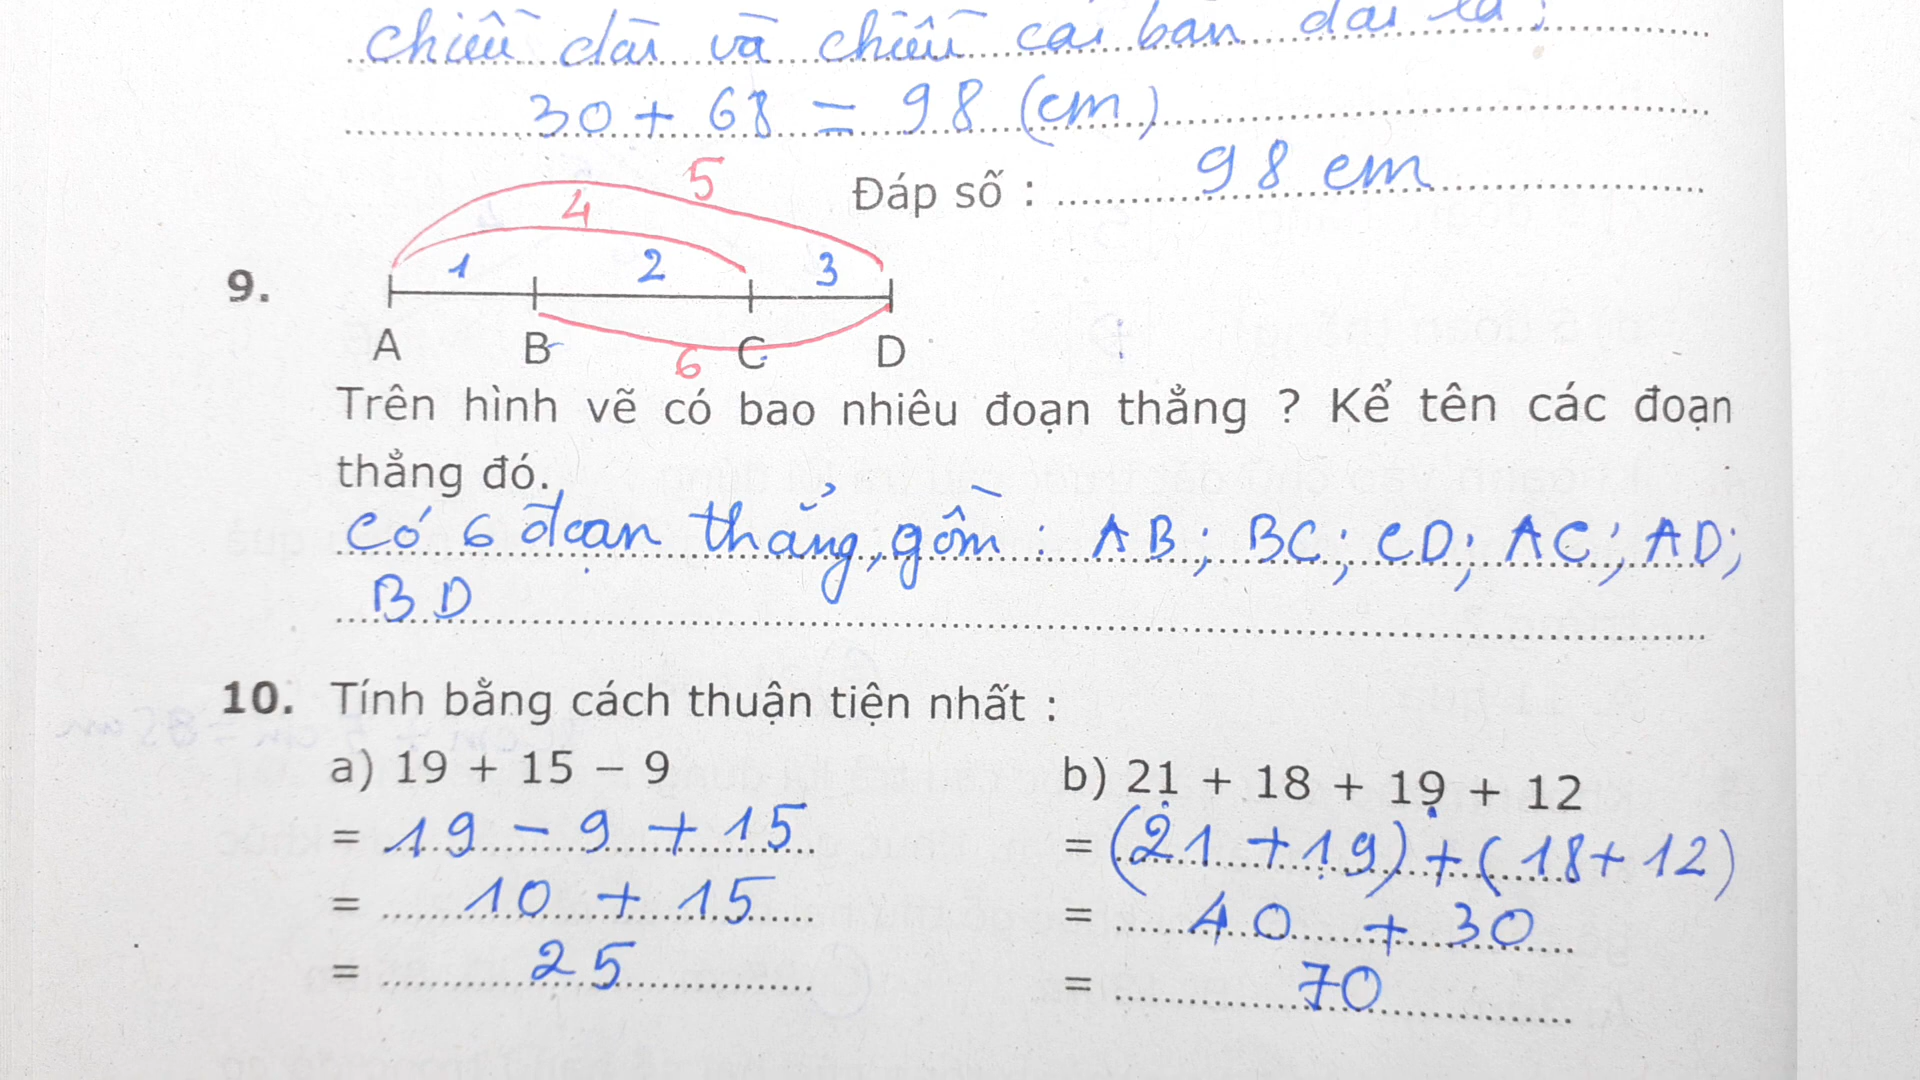 chiều dài và chiều cái bàn dài là :
30 + 68 = 98 (cm)
Đáp số : 98 cm
5
4
1 2 3
9.
A B C D
6
Trên hình vẽ có bao nhiêu đoạn thẳng ? Kể tên các đoạn
thẳng đó.
Có 6 đoạn thẳng, gồm : AB; BC; CD; AC; AD;
BD
10. Tính bằng cách thuận tiện nhất :
a) 19 + 15 – 9
= 19 - 9 + 15
= 10 + 15
= 25
b) 21 + 18 + 19 + 12
= (21 + 19) + (18 + 12)
= 40 + 30
= 70